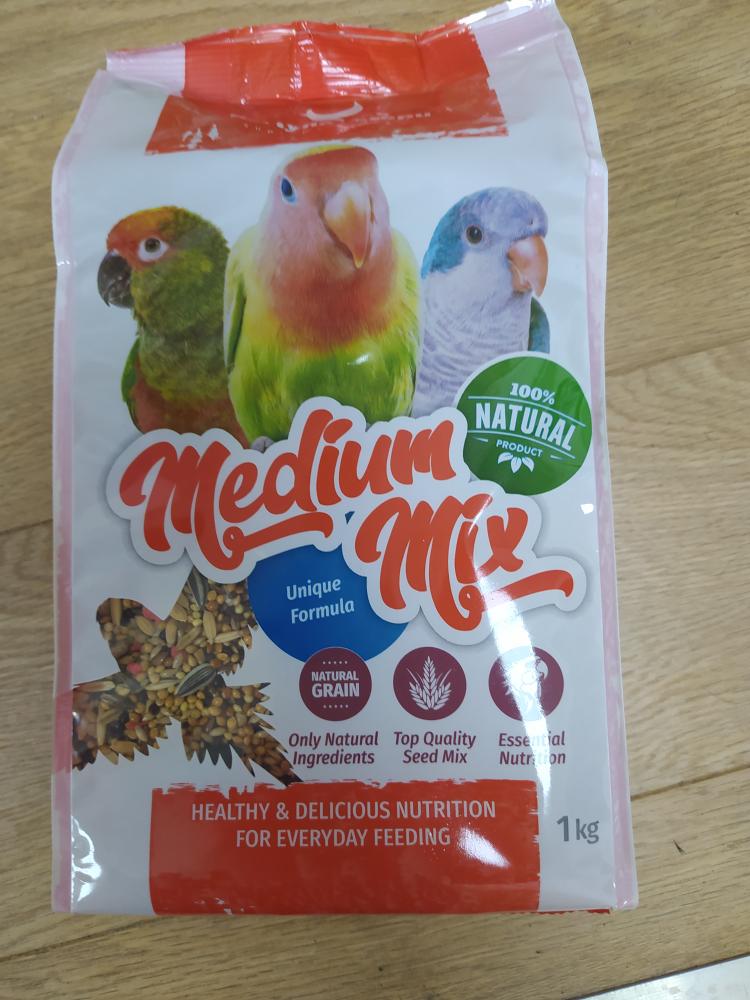 100%
NATURAL
PRODUCT
Medium
Mix
Unique
Formula
NATURAL
GRAIN
Only Natural
Ingredients
Top Quality
Seed Mix
Essential
Nutrition
HEALTHY & DELICIOUS NUTRITION
FOR EVERYDAY FEEDING
1kg